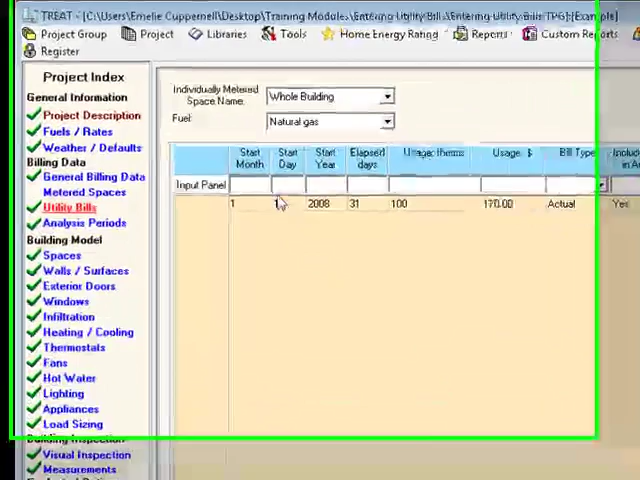 TREAT - [C:\Users\Emelie Cuppernell\Desktop\Training Modules\Entering Utility Bills\Entering Utility Bills.TPG]:[Example]
Project Group Project Libraries Tools Home Energy Rating Reports Custom Reports
Register
Project Index
General Information
Project Description
Fuels / Rates
Weather / Defaults
Billing Data
General Billing Data
Metered Spaces
Utility Bills
Analysis Periods
Building Model
Spaces
Walls / Surfaces
Exterior Doors
Windows
Infiltration
Heating / Cooling
Thermostats
Fans
Hot Water
Lighting
Appliances
Load Sizing
Building Inspection
Visual Inspection
Measurements
Individually Metered
Space Name: Whole Building
Fuel: Natural gas
Start Month Start Day Start Year Elapsed days Usage: therms Usage: $ Bill Type
Input Panel
1 1 2008 31 100 170.00 Actual Yes